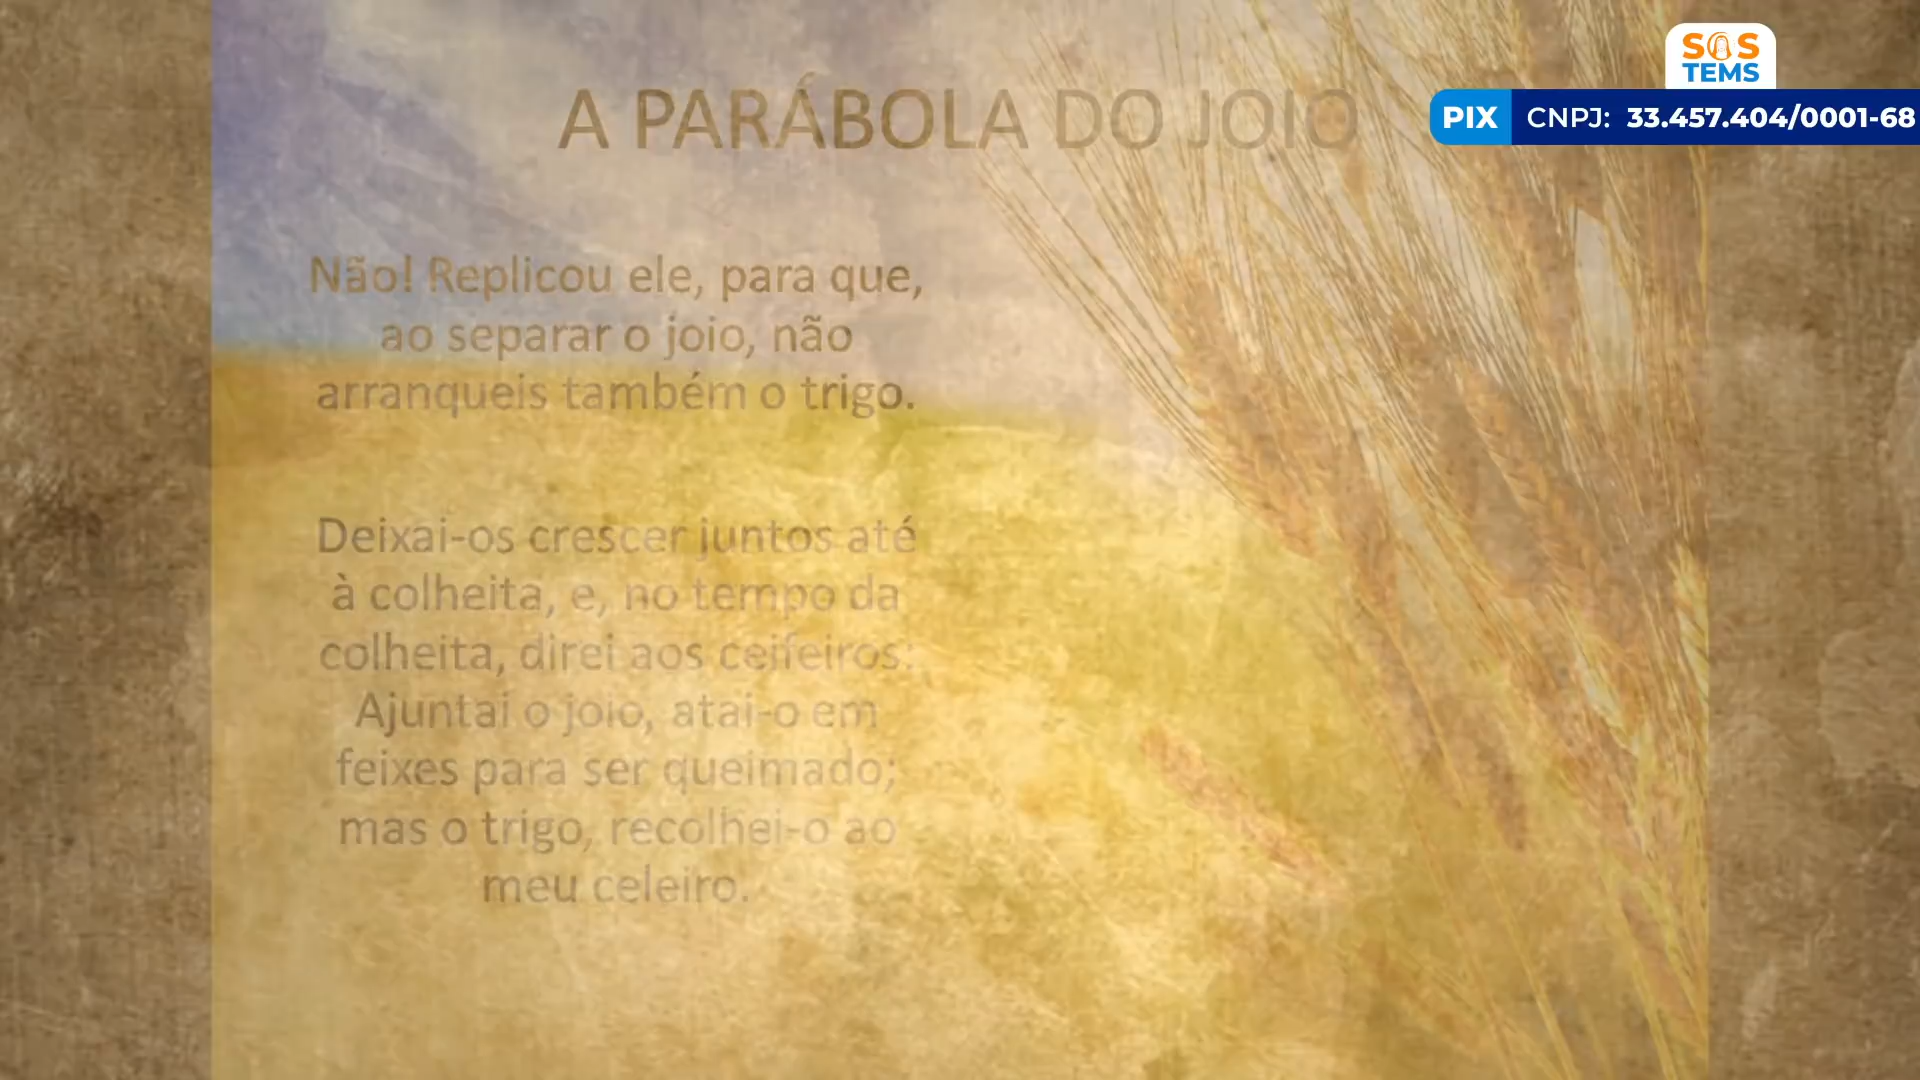 SOS
TEMS
PIX CNPJ: 33.457.404/0001-68
A PARÁBOLA DO JOIO
Não! Replicou ele, para que,
ao separar o joio, não
arranqueis também o trigo.
Deixai-os crescer juntos até
à colheita, e, no tempo da
colheita, direi aos ceifeiros:
Ajuntai o joio, atai-o em
feixes para ser queimado;
mas o trigo, recolhei-o ao
meu celeiro.